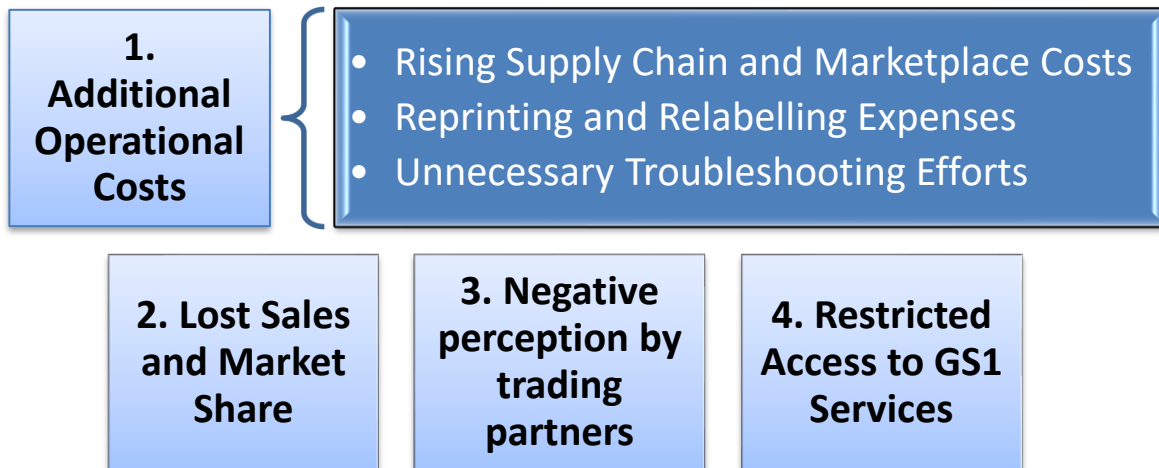 1.
Additional
Operational
Costs
• Rising Supply Chain and Marketplace Costs
• Reprinting and Relabelling Expenses
• Unnecessary Troubleshooting Efforts
2. Lost Sales
and Market
Share
3. Negative
perception by
trading
partners
4. Restricted
Access to GS1
Services